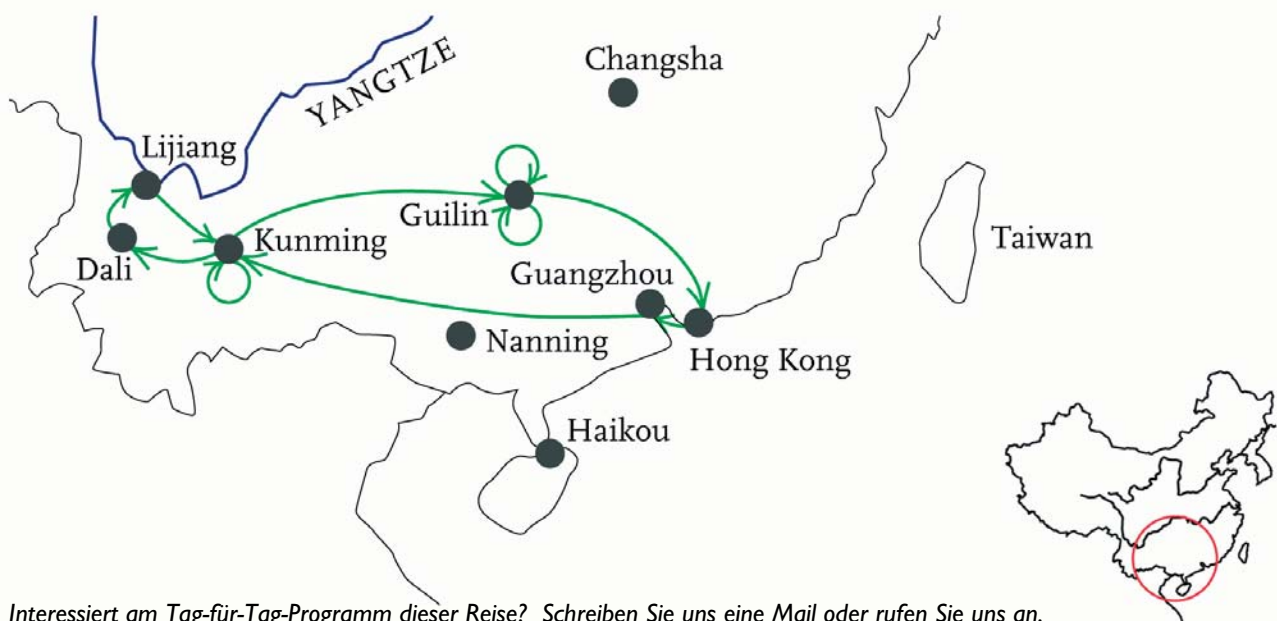 Changsha
YANGTZE
Lijiang
Guilin
Kunming
Taiwan
Dali
Guangzhou
Nanning
Hong Kong
Haikou
Interessiert am Tag-für-Tag-Programm dieser Reise? Schreiben Sie uns eine Mail oder rufen Sie uns an.